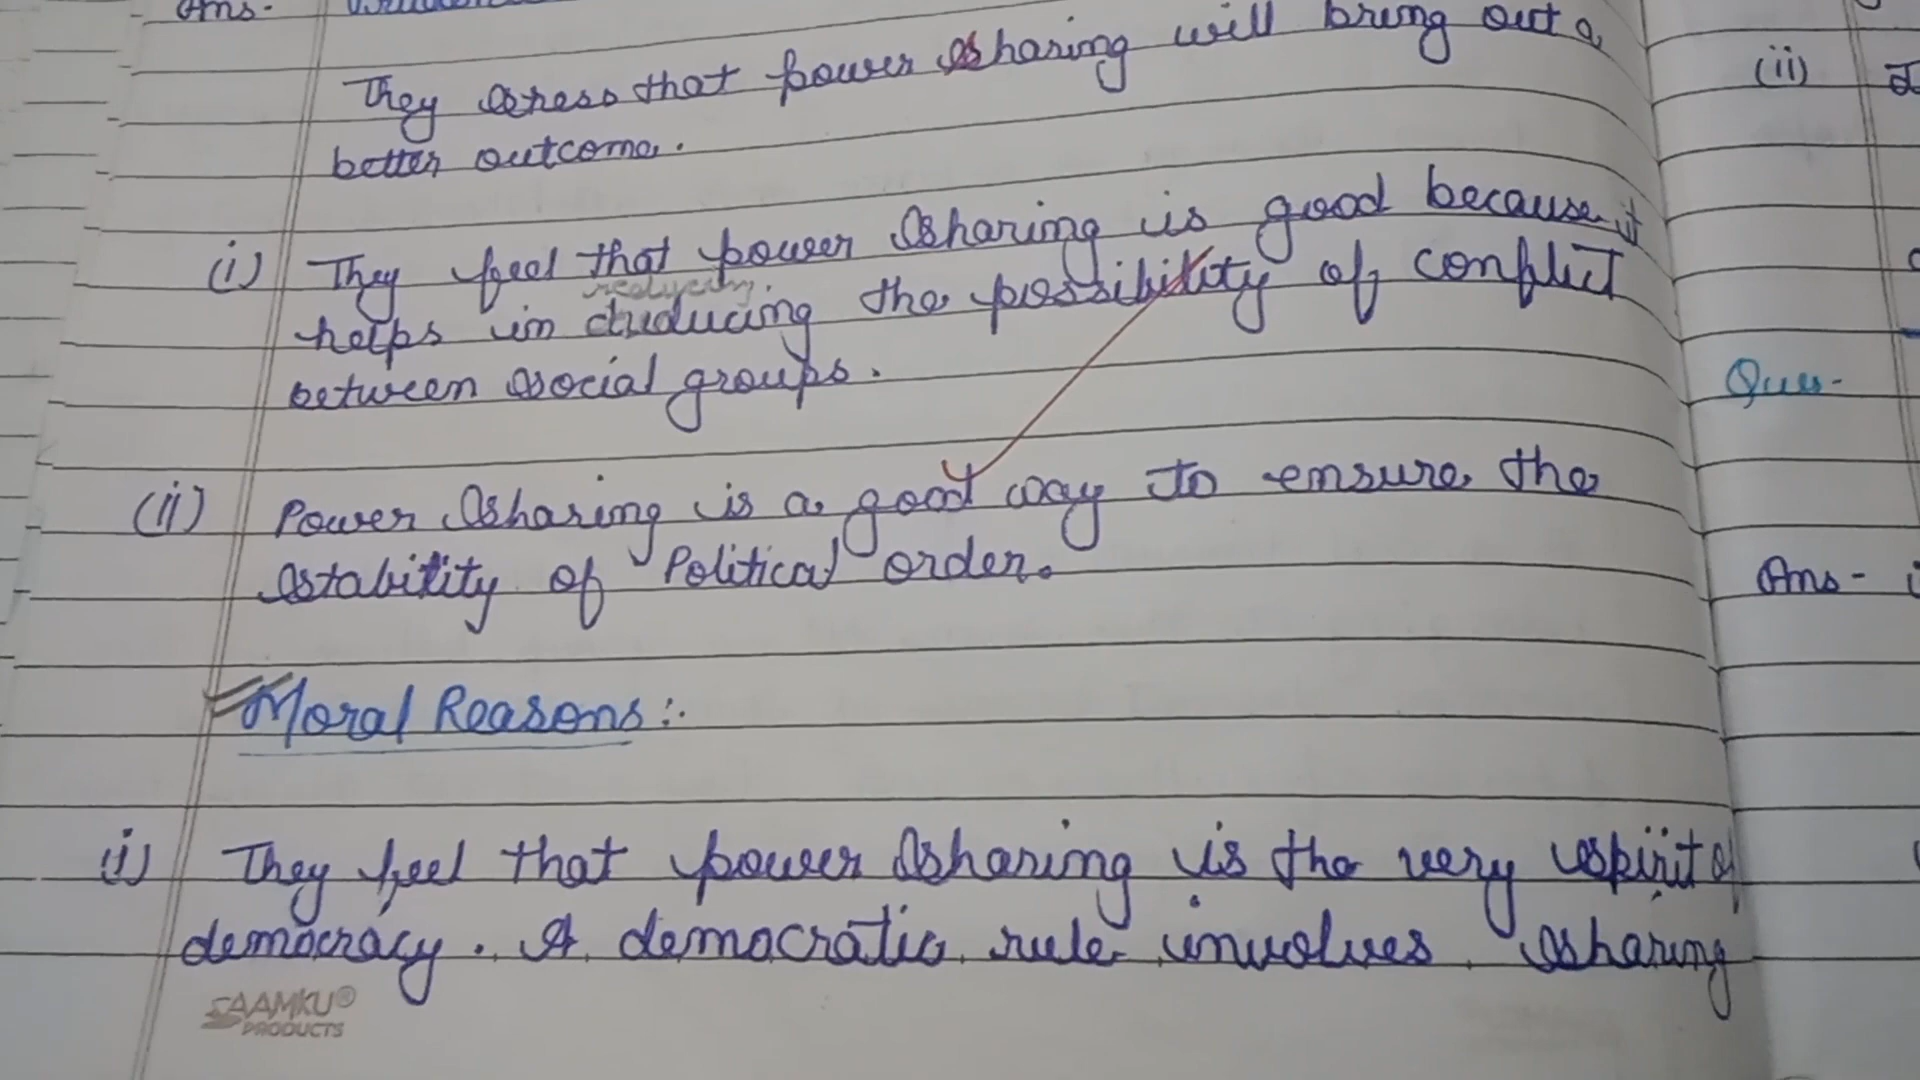 Ans-
They stress that power sharing will bring out a
better outcome.
(i) They feel that power sharing is good because it
reducing
helps in druducing the possibility of conflict
between social groups.
(ii) Power sharing is a good way to ensure the
stability of Political order.
Moral Reasons:
(i) They feel that power sharing is the very spirit of
democracy. A democratic rule involves sharing
SAAMKU®
PRODUCTS
(ii)
Ques-
Ans-